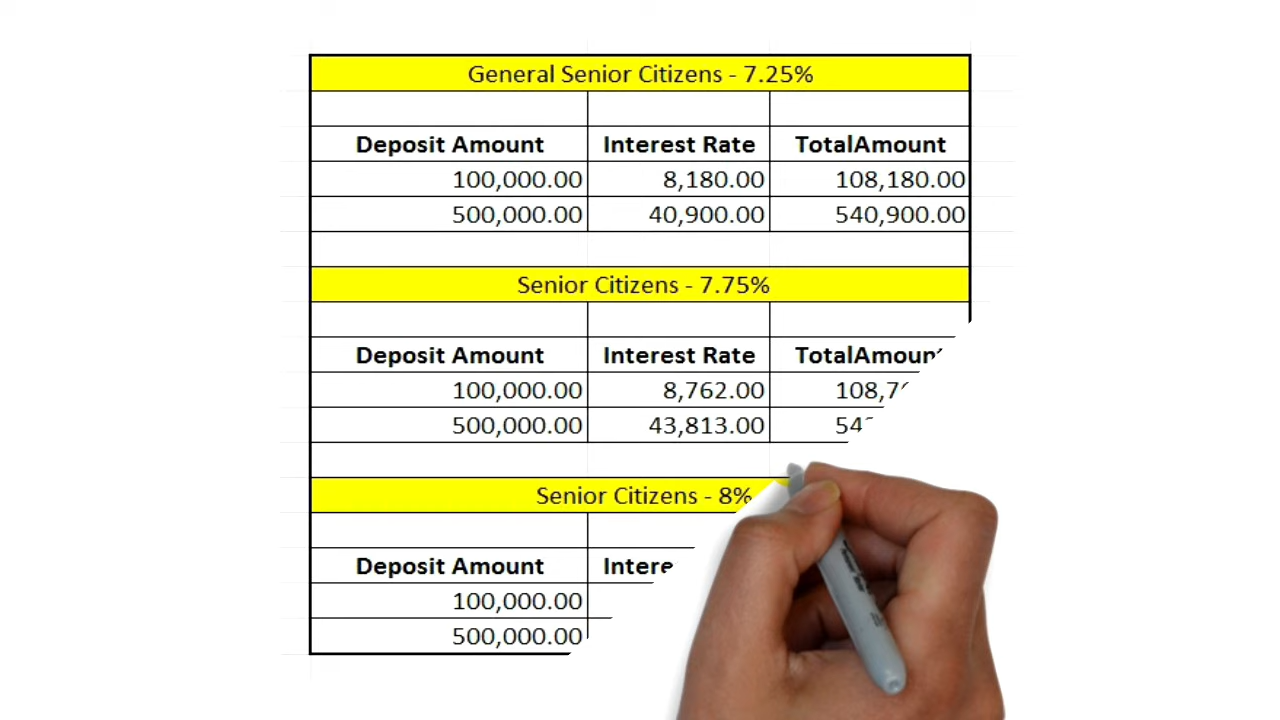 General Senior Citizens - 7.25%
Deposit Amount Interest Rate TotalAmount
100,000.00 8,180.00 108,180.00
500,000.00 40,900.00 540,900.00
Senior Citizens - 7.75%
Deposit Amount Interest Rate TotalAmount
100,000.00 8,762.00
500,000.00 43,813.00
Senior Citizens - 8%
Deposit Amount
100,000.00
500,000.00